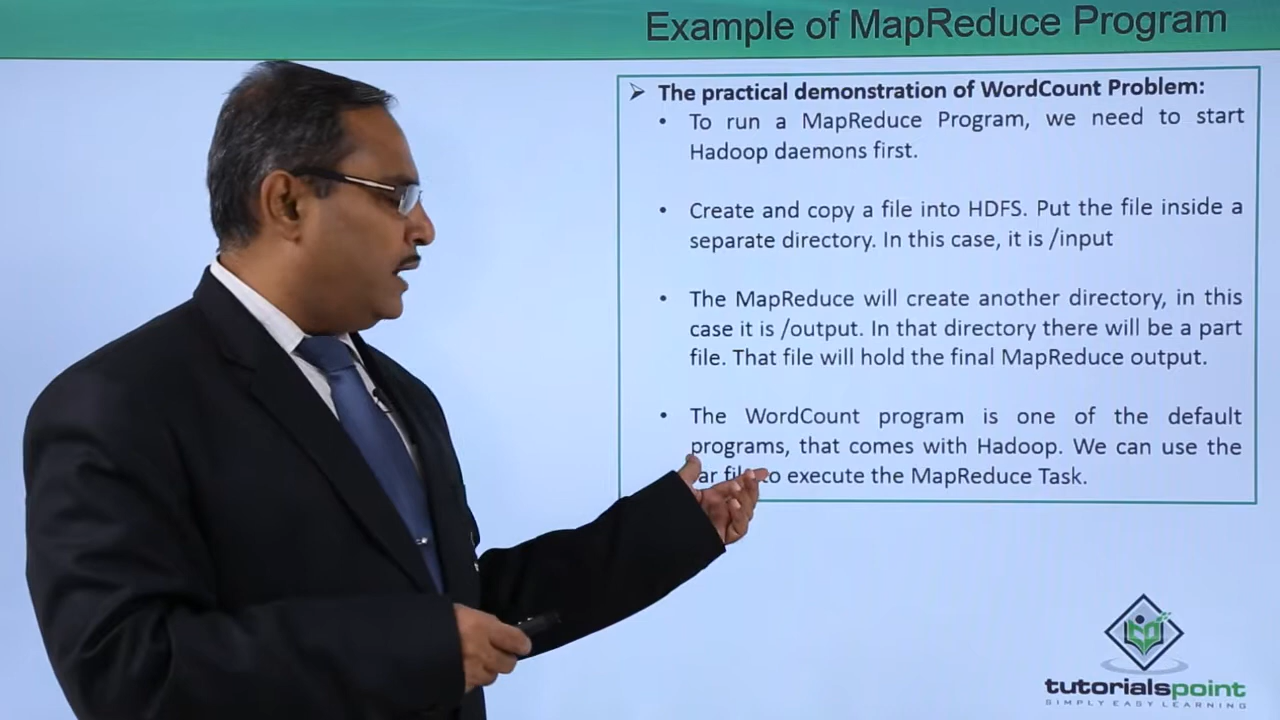 Example of MapReduce Program
➢ The practical demonstration of WordCount Problem:
• To run a MapReduce Program, we need to start
Hadoop daemons first.
• Create and copy a file into HDFS. Put the file inside a
separate directory. In this case, it is /input
• The MapReduce will create another directory, in this
case it is /output. In that directory there will be a part
file. That file will hold the final MapReduce output.
• The WordCount program is one of the default
programs, that comes with Hadoop. We can use the
execute the MapReduce Task.
tutorialspoint
SIMPLY EASY LEARNING